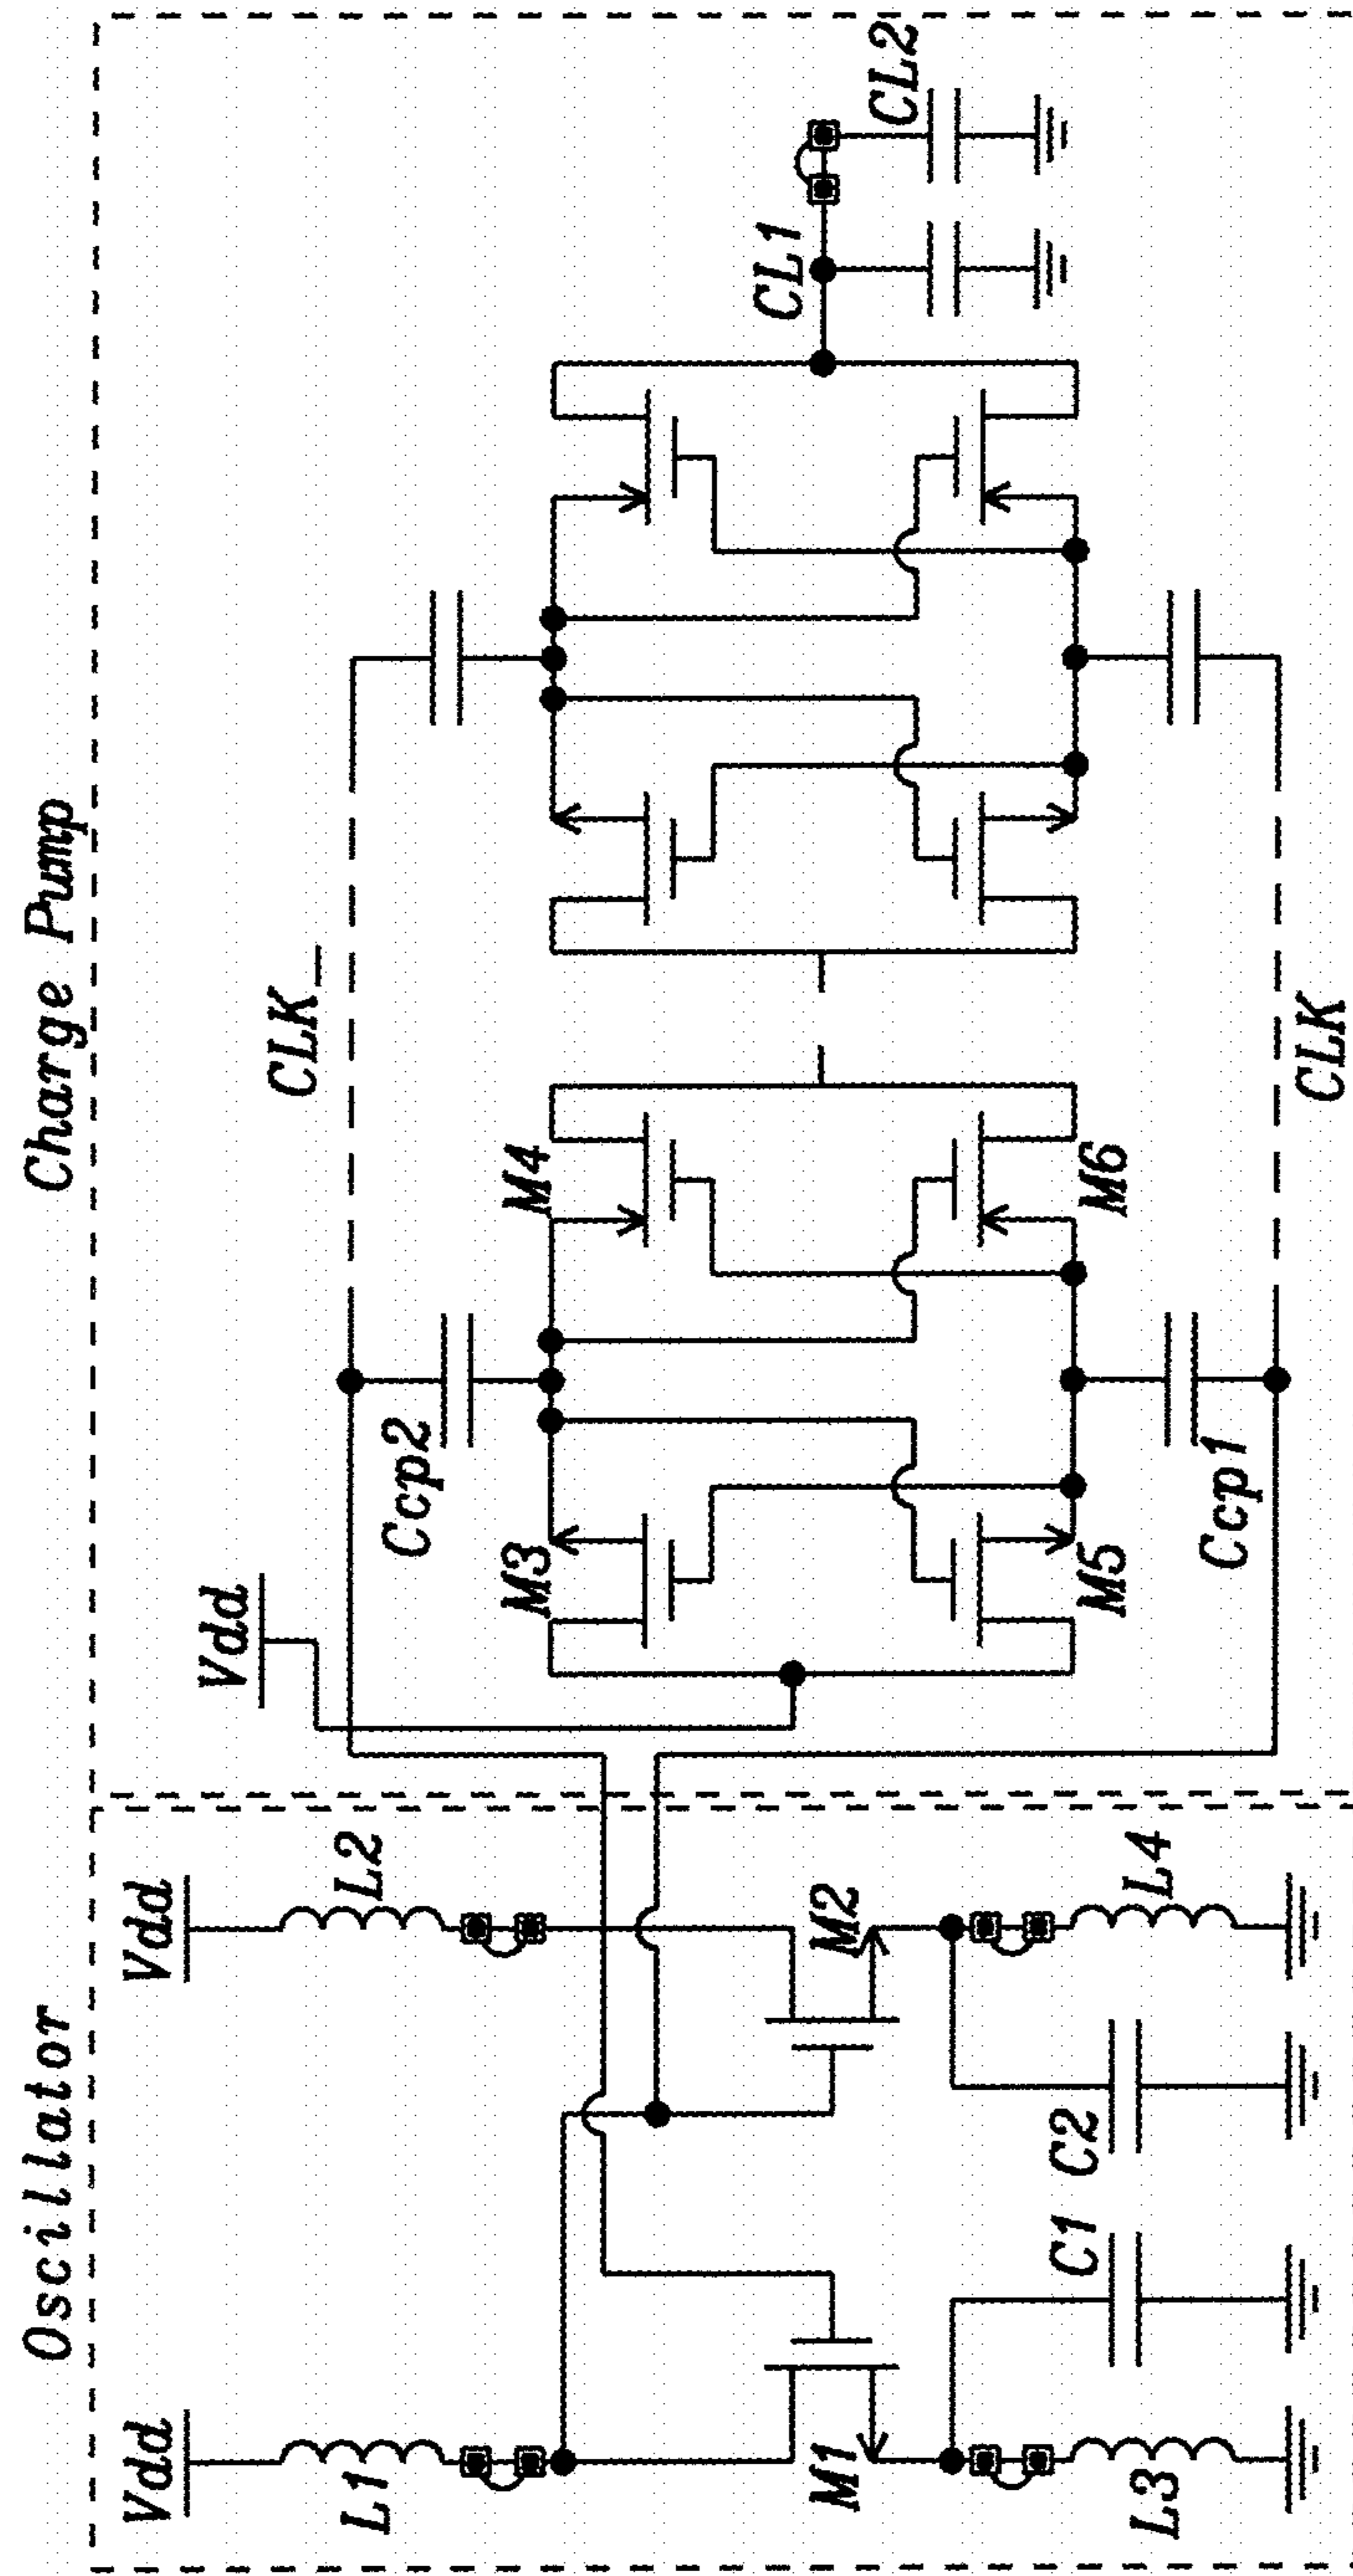 Oscillator
Charge Pump
Vdd
Vdd
Vdd
L1
L2
CLK_
Ccp2
M3
M4
CL1
CL2
M1
M2
M5
M6
C1
C2
L3
L4
Ccp1
CLK